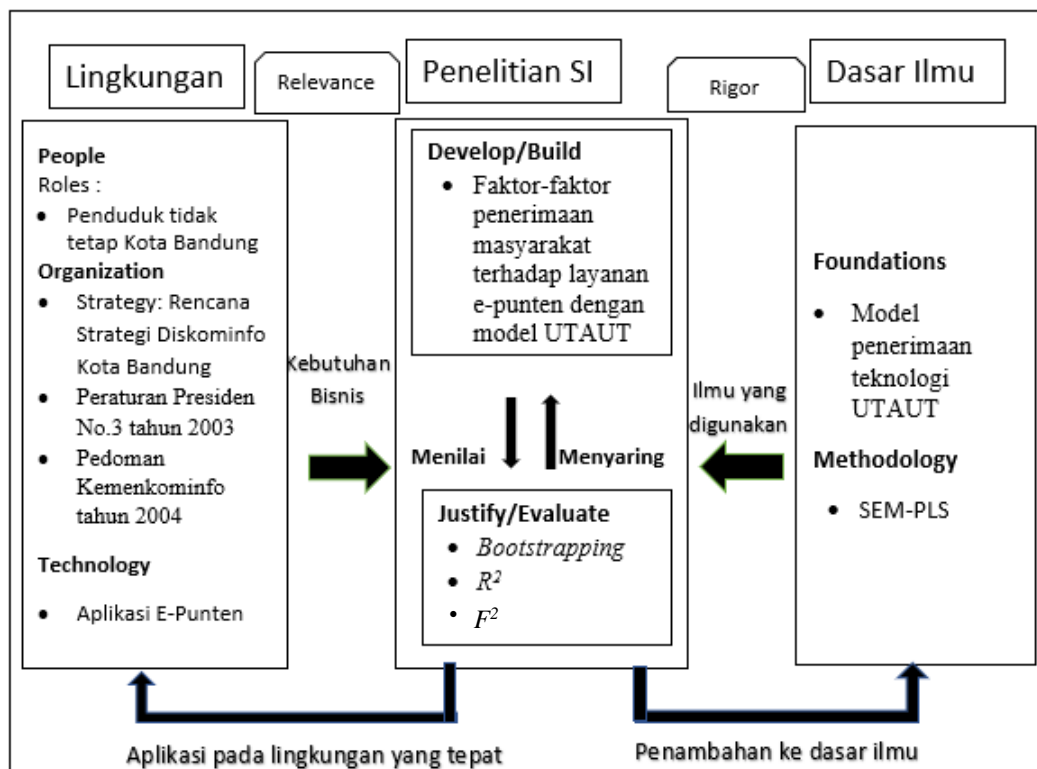 Lingkungan
Relevance
Penelitian SI
Rigor
Dasar Ilmu
People
Roles :
• Penduduk tidak
tetap Kota Bandung
Organization
• Strategy: Rencana
Strategi Diskominfo
Kota Bandung
• Peraturan Presiden
No.3 tahun 2003
• Pedoman
Kemenkominfo
tahun 2004
Technology
• Aplikasi E-Punten
Kebutuhan
Bisnis
Develop/Build
• Faktor-faktor
penerimaan
masyarakat
terhadap layanan
e-punten dengan
model UTAUT
Menilai
Menyaring
Justify/Evaluate
• Bootstrapping
• R²
• F²
Ilmu yang
digunakan
Foundations
• Model
penerimaan
teknologi
UTAUT
Methodology
• SEM-PLS
Aplikasi pada lingkungan yang tepat
Penambahan ke dasar ilmu